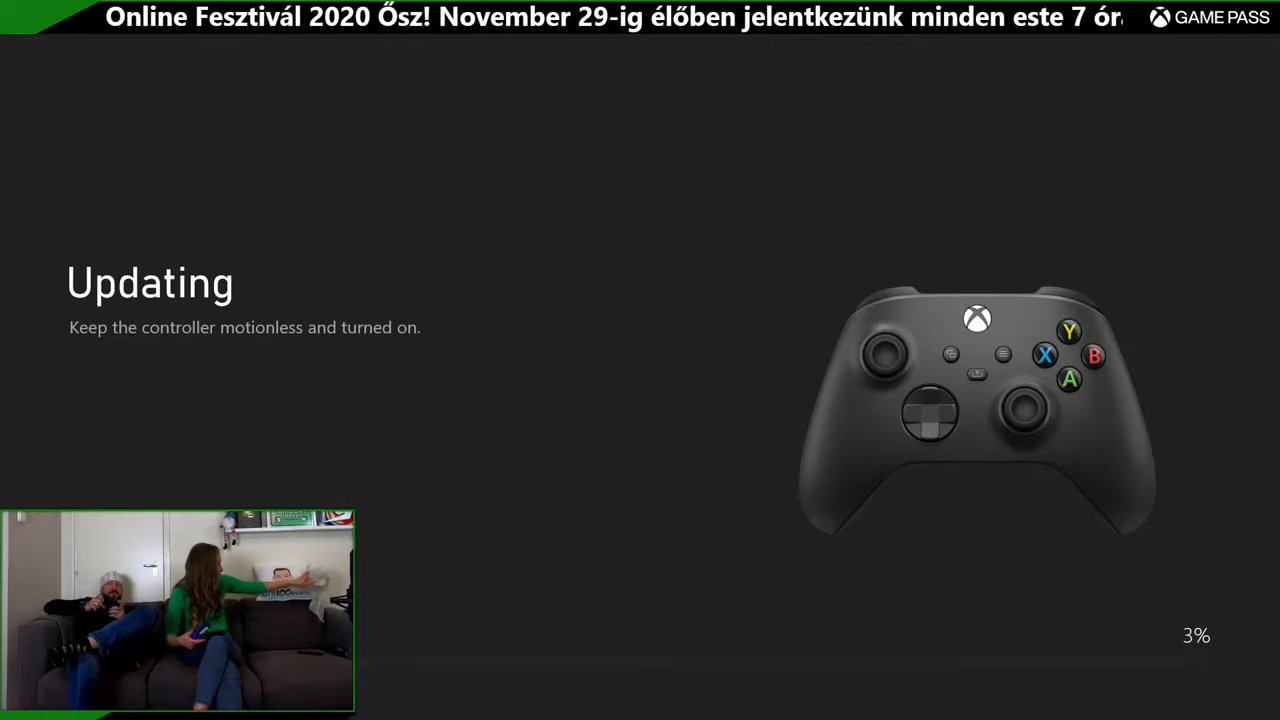 Online Fesztivál 2020 Ősz! November 29-ig élőben jelentkezünk minden este 7 ór
XBOX GAME PASS
Updating
Keep the controller motionless and turned on.
X
Y
B
A
3%